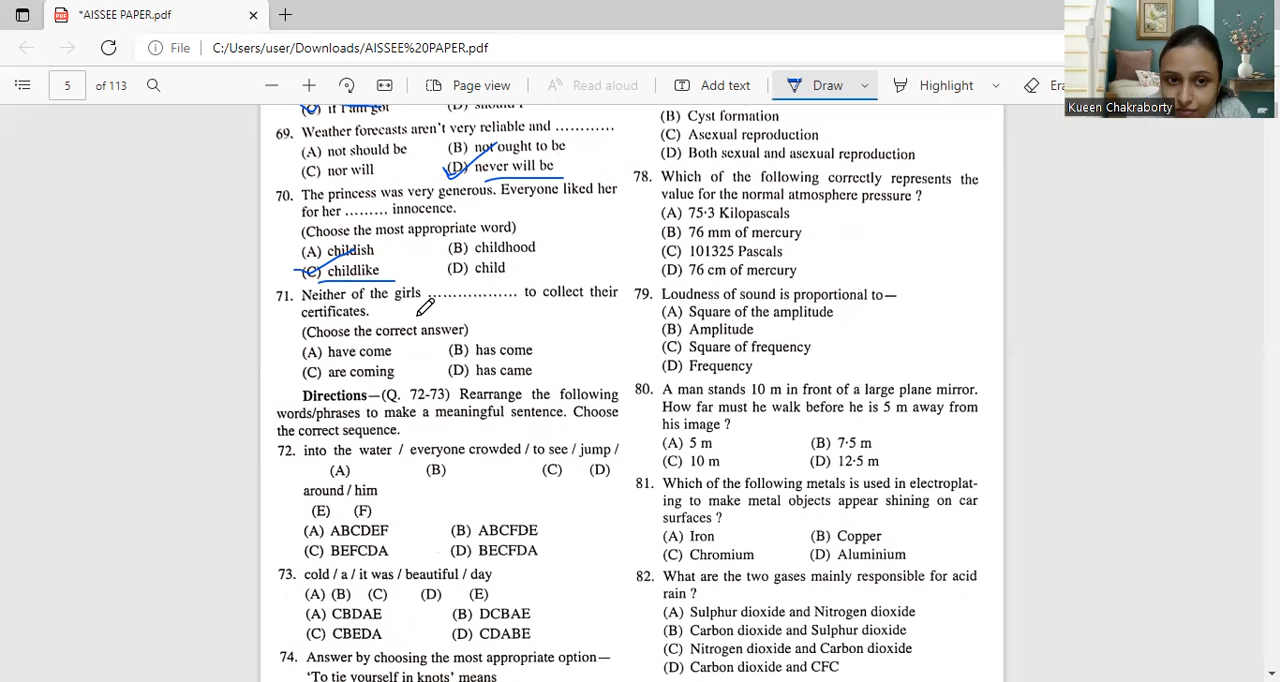 *AISSEE PAPER.pdf
File C:/Users/user/Downloads/AISSEE%20PAPER.pdf
5 of 113 Page view Read aloud Add text Draw Highlight
Kueen Chakraborty
(C) if I am got (D) should I
69. Weather forecasts aren't very reliable and ............
(A) not should be (B) not ought to be
(C) nor will (D) never will be
70. The princess was very generous. Everyone liked her
for her ......... innocence.
(Choose the most appropriate word)
(A) childish (B) childhood
(C) childlike (D) child
71. Neither of the girls .................. to collect their
certificates.
(Choose the correct answer)
(A) have come (B) has come
(C) are coming (D) has came
Directions—(Q. 72-73) Rearrange the following
words/phrases to make a meaningful sentence. Choose
the correct sequence.
72. into the water / everyone crowded / to see / jump /
(A) (B) (C) (D)
around / him
(E) (F)
(A) ABCDEF (B) ABCFDE
(C) BEFCDA (D) BECFDA
73. cold / a / it was / beautiful / day
(A) (B) (C) (D) (E)
(A) CBDAE (B) DCBAE
(C) CBEDA (D) CDABE
74. Answer by choosing the most appropriate option—
'To tie yourself in knots' means
(B) Cyst formation
(C) Asexual reproduction
(D) Both sexual and asexual reproduction
78. Which of the following correctly represents the
value for the normal atmosphere pressure ?
(A) 75·3 Kilopascals
(B) 76 mm of mercury
(C) 101325 Pascals
(D) 76 cm of mercury
79. Loudness of sound is proportional to—
(A) Square of the amplitude
(B) Amplitude
(C) Square of frequency
(D) Frequency
80. A man stands 10 m in front of a large plane mirror.
How far must he walk before he is 5 m away from
his image ?
(A) 5 m (B) 7·5 m
(C) 10 m (D) 12·5 m
81. Which of the following metals is used in electroplat-
ing to make metal objects appear shining on car
surfaces ?
(A) Iron (B) Copper
(C) Chromium (D) Aluminium
82. What are the two gases mainly responsible for acid
rain ?
(A) Sulphur dioxide and Nitrogen dioxide
(B) Carbon dioxide and Sulphur dioxide
(C) Nitrogen dioxide and Carbon dioxide
(D) Carbon dioxide and CFC